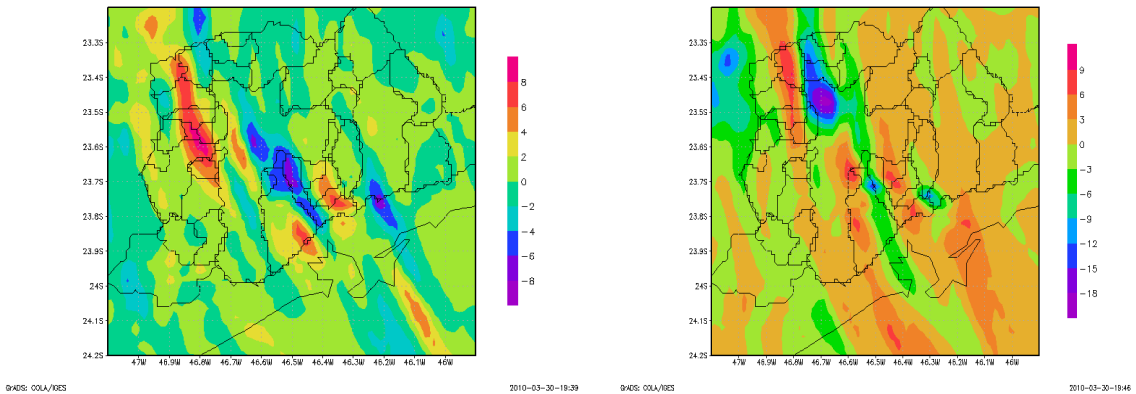 23.3S
23.4S
23.5S
23.6S
23.7S
23.8S
23.9S
24S
24.1S
24.2S
47W 46.9W 46.8W 46.7W 46.6W 46.5W 46.4W 46.3W 46.2W 46.1W 46W
8
6
4
2
0
−2
−4
−6
−8
GrADS: COLA/IGES
2010-03-30-19:39
23.3S
23.4S
23.5S
23.6S
23.7S
23.8S
23.9S
24S
24.1S
24.2S
47W 46.9W 46.8W 46.7W 46.6W 46.5W 46.4W 46.3W 46.2W 46.1W 46W
9
6
3
0
−3
−6
−9
−12
−15
−18
GrADS: COLA/IGES
2010-03-30-19:46